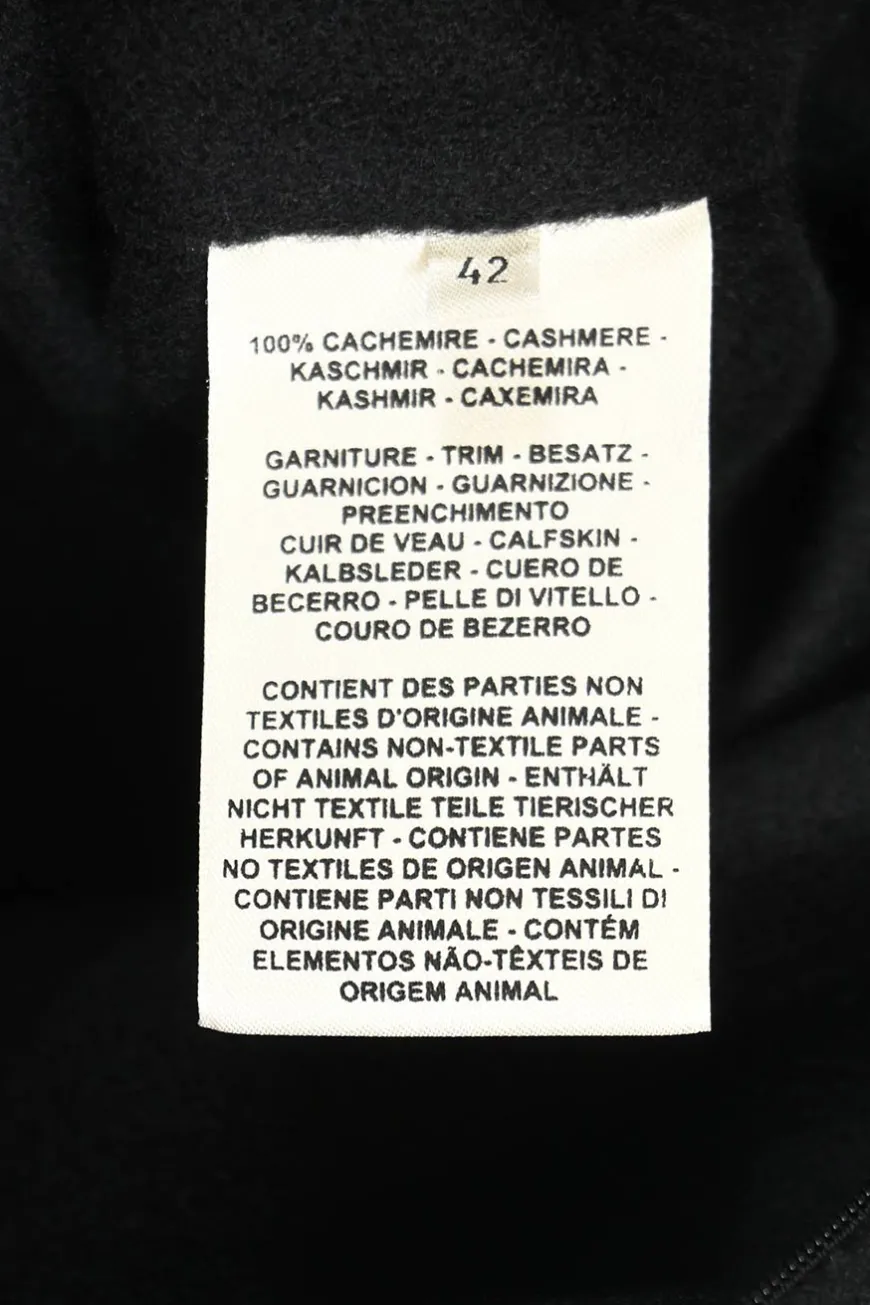 42
100% CACHEMIRE - CASHMERE -
KASCHMIR - CACHEMIRA -
KASHMIR - CAXEMIRA
GARNITURE - TRIM - BESATZ -
GUARNICION - GUARNIZIONE -
PREENCHIMENTO
CUIR DE VEAU - CALFSKIN -
KALBSLEDER - CUERO DE
BECERRO - PELLE DI VITELLO -
COURO DE BEZERRO
CONTIENT DES PARTIES NON
TEXTILES D'ORIGINE ANIMALE -
CONTAINS NON-TEXTILE PARTS
OF ANIMAL ORIGIN - ENTHÄLT
NICHT TEXTILE TEILE TIERISCHER
HERKUNFT - CONTIENE PARTES
NO TEXTILES DE ORIGEN ANIMAL -
CONTIENE PARTI NON TESSILI DI
ORIGINE ANIMALE - CONTÉM
ELEMENTOS NÃO-TÊXTEIS DE
ORIGEM ANIMAL